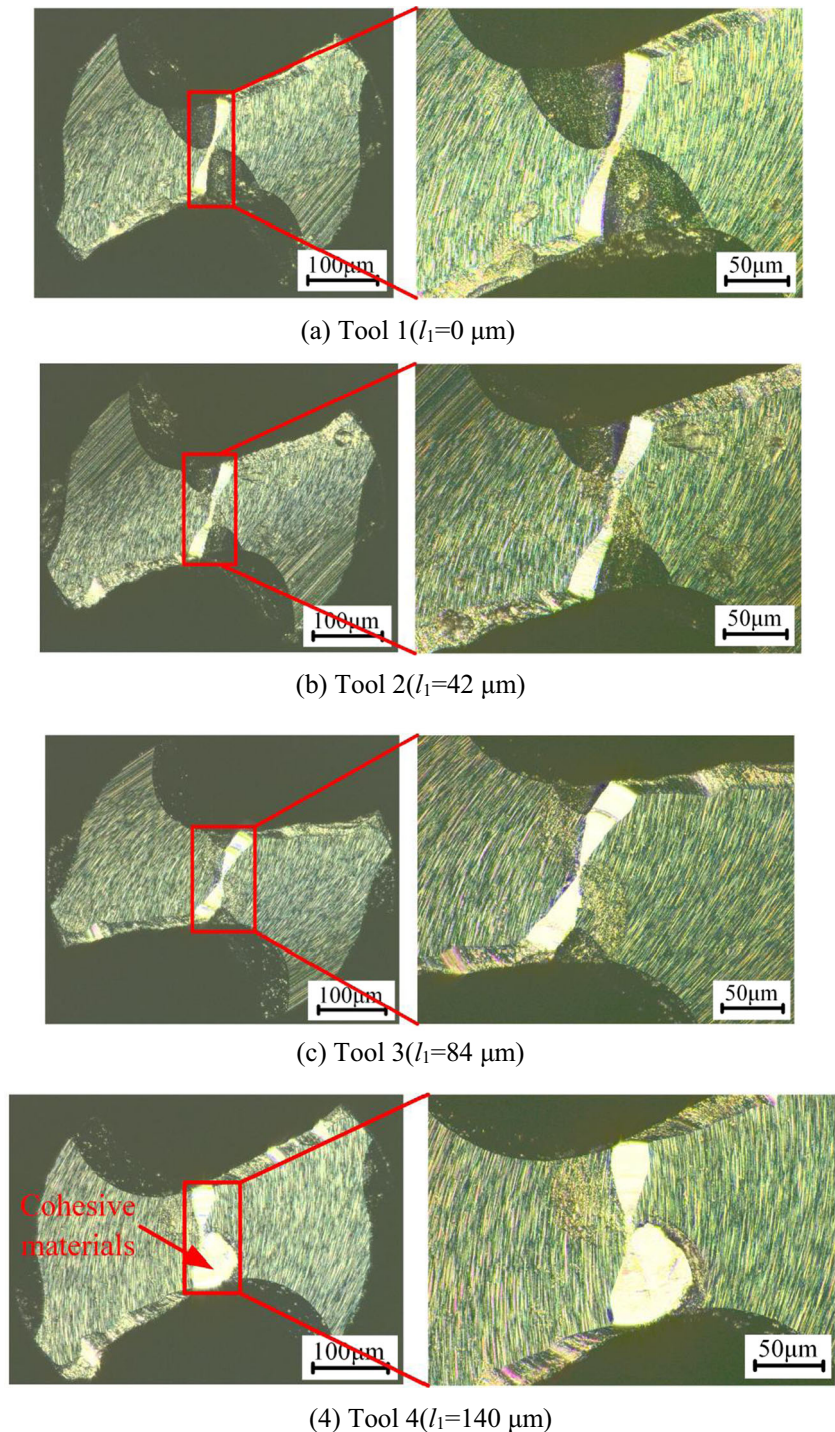 100μm
50μm
(a) Tool 1(l₁=0 μm)
100μm
50μm
(b) Tool 2(l₁=42 μm)
100μm
50μm
(c) Tool 3(l₁=84 μm)
Cohesive
materials
100μm
50μm
(4) Tool 4(l₁=140 μm)